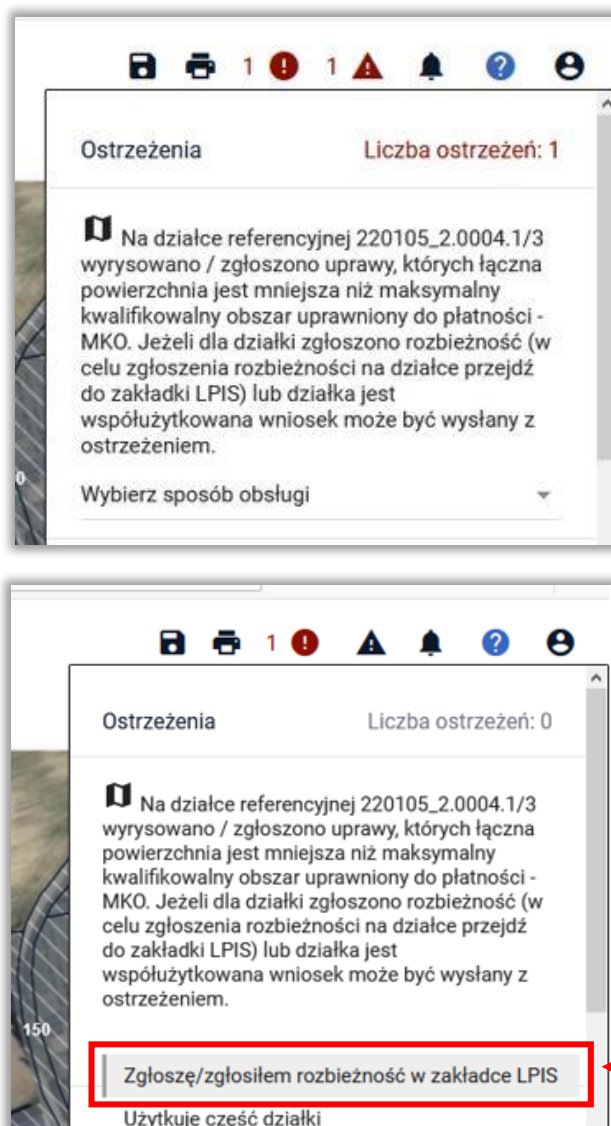 1 1
Ostrzeżenia Liczba ostrzeżeń: 1
Na działce referencyjnej 220105_2.0004.1/3
wyrysowano / zgłoszono uprawy, których łączna
powierzchnia jest mniejsza niż maksymalny
kwalifikowalny obszar uprawniony do płatności -
MKO. Jeżeli dla działki zgłoszono rozbieżność (w
celu zgłoszenia rozbieżności na działce przejdź
do zakładki LPIS) lub działka jest
współużytkowana wniosek może być wysłany z
ostrzeżeniem.
0
Wybierz sposób obsługi
1
Ostrzeżenia Liczba ostrzeżeń: 0
Na działce referencyjnej 220105_2.0004.1/3
wyrysowano / zgłoszono uprawy, których łączna
powierzchnia jest mniejsza niż maksymalny
kwalifikowalny obszar uprawniony do płatności -
MKO. Jeżeli dla działki zgłoszono rozbieżność (w
celu zgłoszenia rozbieżności na działce przejdź
do zakładki LPIS) lub działka jest
współużytkowana wniosek może być wysłany z
ostrzeżeniem.
150
Zgłoszę/zgłosiłem rozbieżność w zakładce LPIS
Użytkuję część działki